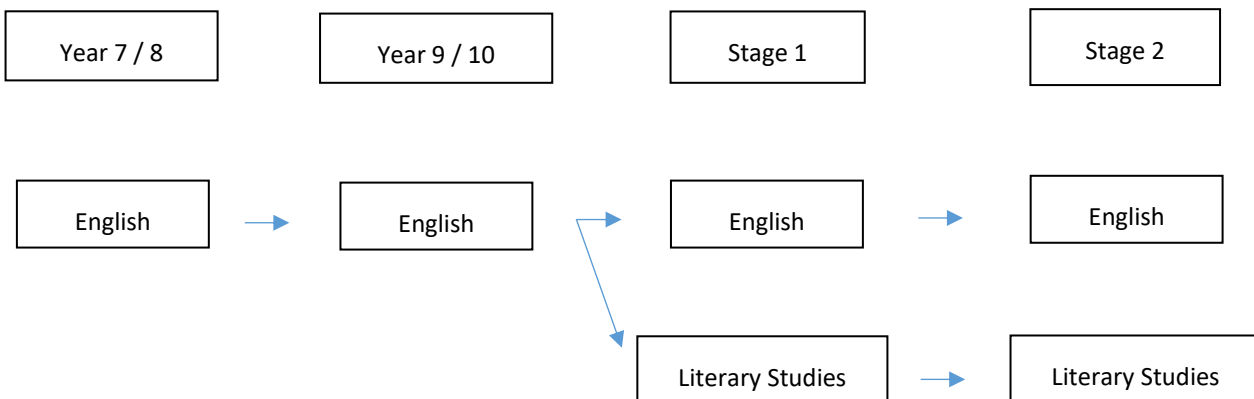 Year 7 / 8 Year 9 / 10 Stage 1 Stage 2
English English English English
Literary Studies Literary Studies